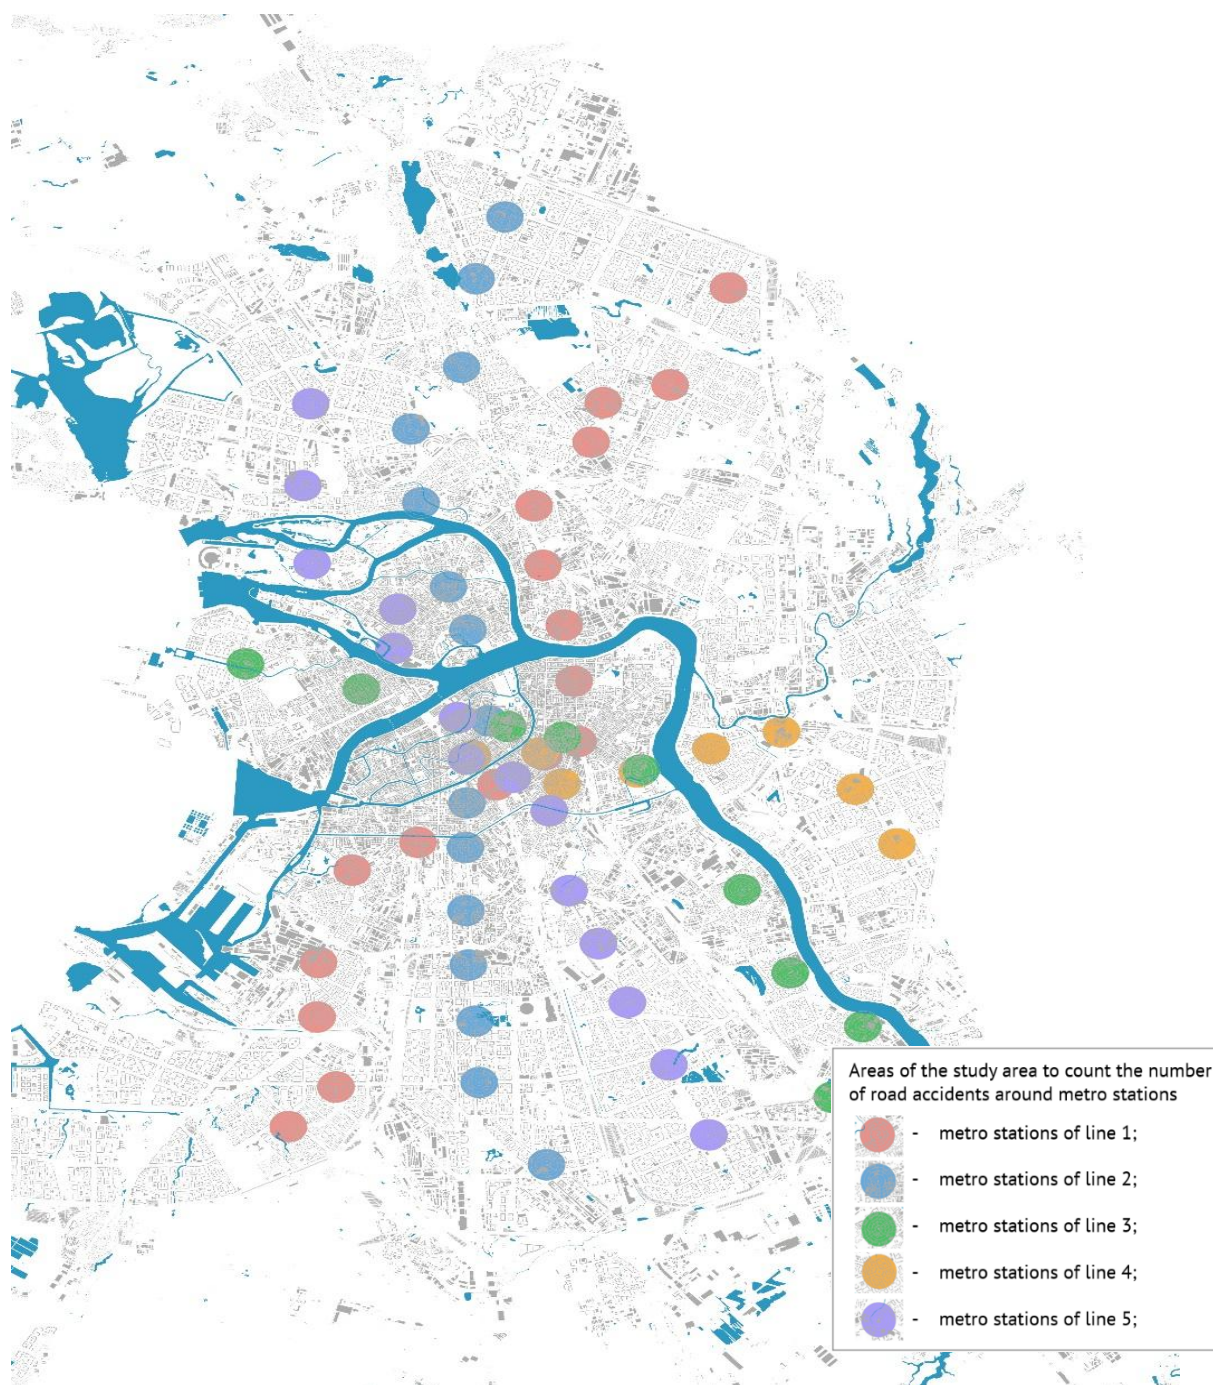 Areas of the study area to count the number
of road accidents around metro stations
- metro stations of line 1;
- metro stations of line 2;
- metro stations of line 3;
- metro stations of line 4;
- metro stations of line 5;